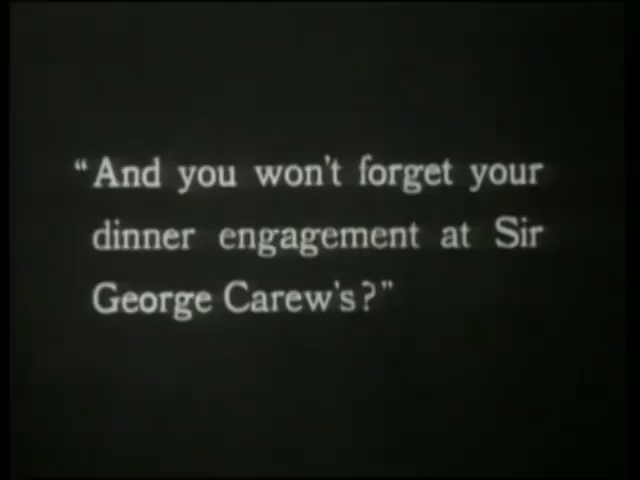 “And you won't forget your
dinner engagement at Sir
George Carew's?”